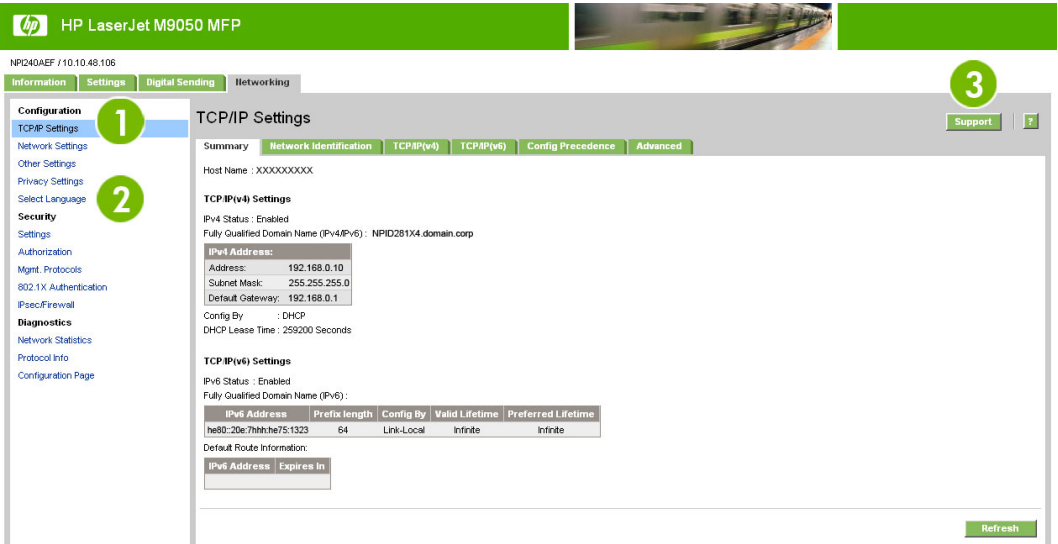 hp HP LaserJet M9050 MFP
NPI240AEF / 10.10.48.106
Information Settings Digital Sending Networking
3
Configuration
TCP/IP Settings
1
Network Settings
Other Settings
Privacy Settings
Select Language
2
Security
Settings
Authorization
Mgmt. Protocols
802.1X Authentication
IPsec/Firewall
Diagnostics
Network Statistics
Protocol Info
Configuration Page
TCP/IP Settings
Support ?
Summary Network Identification TCP/IP(v4) TCP/IP(v6) Config Precedence Advanced
Host Name : XXXXXXXXX
TCP/IP(v4) Settings
IPv4 Status : Enabled
Fully Qualified Domain Name (IPv4/IPv6) : NPID281X4.domain.corp
IPv4 Address:
Address: 192.168.0.10
Subnet Mask: 255.255.255.0
Default Gateway: 192.168.0.1
Config By : DHCP
DHCP Lease Time : 259200 Seconds
TCP/IP(v6) Settings
IPv6 Status : Enabled
Fully Qualified Domain Name (IPv6) :
IPv6 Address Prefix length Config By Valid Lifetime Preferred Lifetime
he80::20e:7hhh:he75:1323 64 Link-Local Infinite Infinite
Default Route Information:
IPv6 Address Expires In
Refresh